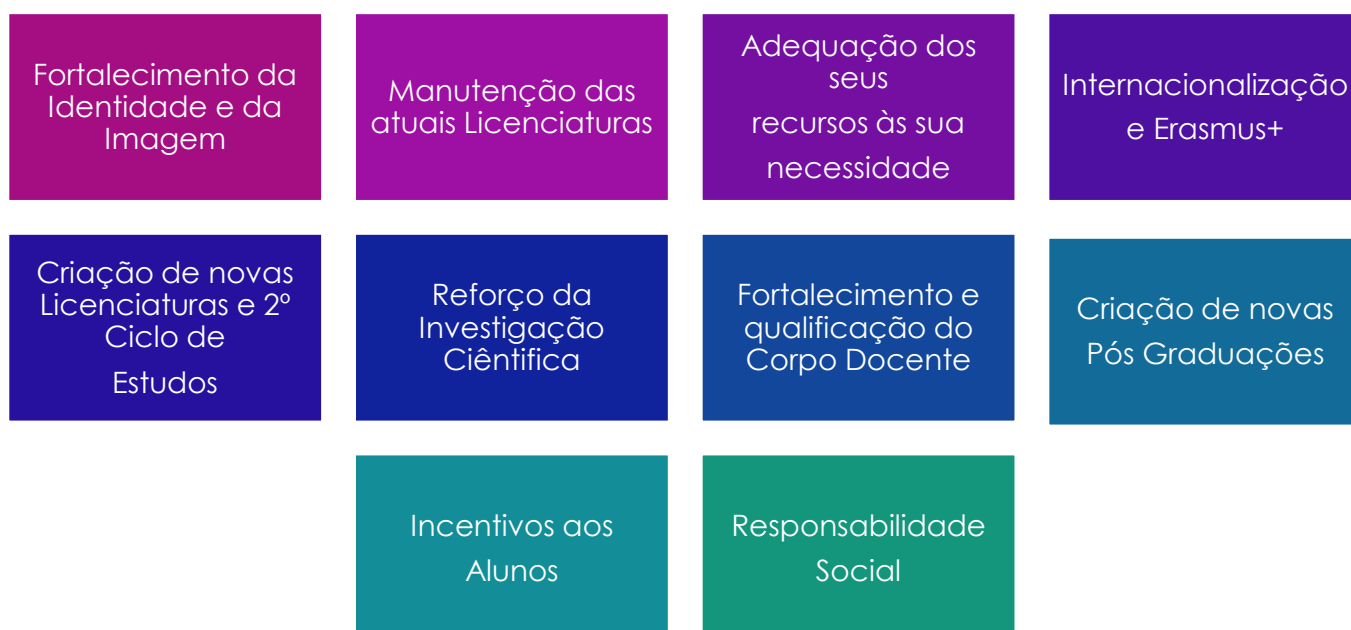 Fortalecimento da
Identidade e da
Imagem
Manutenção das
atuais Licenciaturas
Adequação dos
seus
recursos às sua
necessidade
Internacionalização
e Erasmus+
Criação de novas
Licenciaturas e 2º
Ciclo de
Estudos
Reforço da
Investigação
Ciêntifica
Fortalecimento e
qualificação do
Corpo Docente
Criação de novas
Pós Graduações
Incentivos aos
Alunos
Responsabilidade
Social